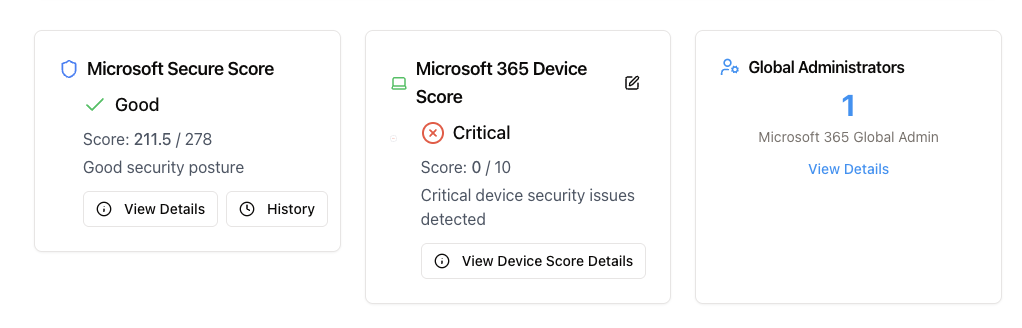 Microsoft Secure Score
Good
Score: 211.5 / 278
Good security posture
View Details
History
Microsoft 365 Device
Score
Critical
Score: 0 / 10
Critical device security issues
detected
View Device Score Details
Global Administrators
1
Microsoft 365 Global Admin
View Details